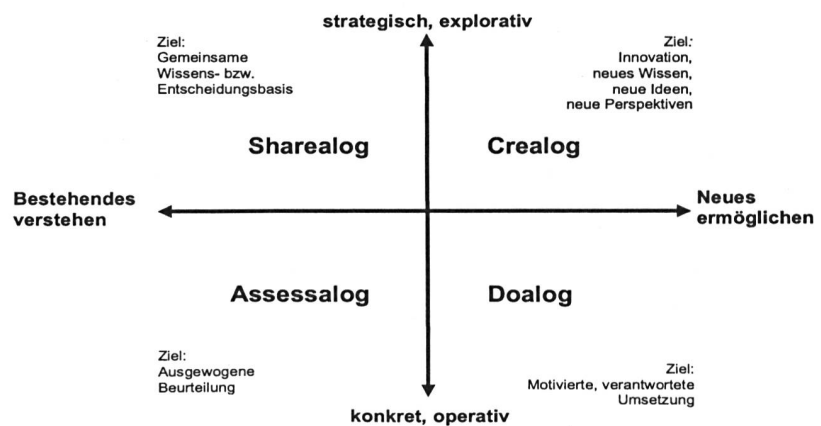 strategisch, explorativ
Ziel:
Gemeinsame
Wissens- bzw.
Entscheidungsbasis
Ziel:
Innovation,
neues Wissen,
neue Ideen,
neue Perspektiven
Sharealog
Crealog
Bestehendes
verstehen
Neues
ermöglichen
Assessalog
Doalog
Ziel:
Ausgewogene
Beurteilung
Ziel:
Motivierte, verantwortete
Umsetzung
konkret, operativ